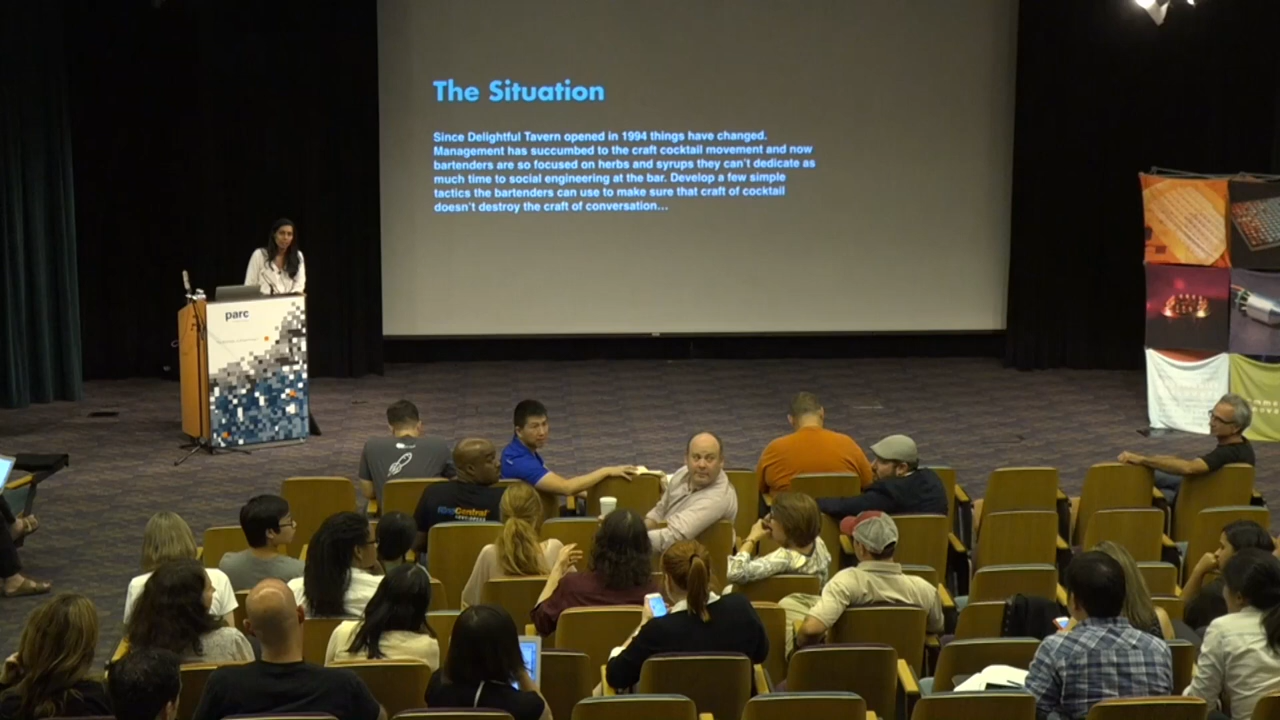 The Situation
Since Delightful Tavern opened in 1994 things have changed.
Management has succumbed to the craft cocktail movement and now
bartenders are so focused on herbs and syrups they can't dedicate as
much time to social engineering at the bar. Develop a few simple
tactics the bartenders can use to make sure that craft of cocktail
doesn't destroy the craft of conversation...
parc
RingCentral